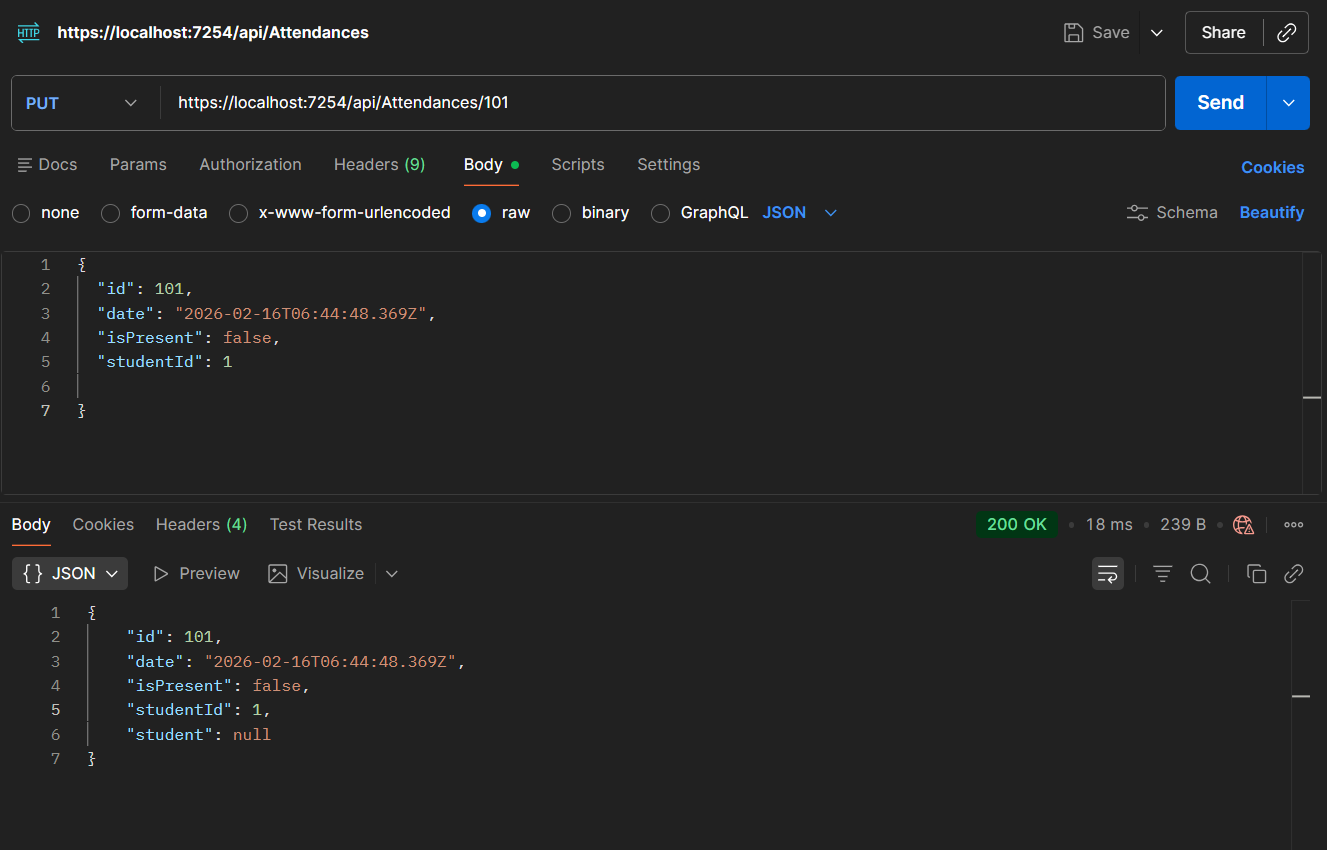 HTTP https://localhost:7254/api/Attendances Save Share
PUT https://localhost:7254/api/Attendances/101 Send
Docs Params Authorization Headers (9) Body Scripts Settings Cookies
none form-data x-www-form-urlencoded raw binary GraphQL JSON Schema Beautify
1 {
2 "id": 101,
3 "date": "2026-02-16T06:44:48.369Z",
4 "isPresent": false,
5 "studentId": 1
6
7 }
Body Cookies Headers (4) Test Results 200 OK • 18 ms • 239 B •
{} JSON Preview Visualize
1 {
2 "id": 101,
3 "date": "2026-02-16T06:44:48.369Z",
4 "isPresent": false,
5 "studentId": 1,
6 "student": null
7 }